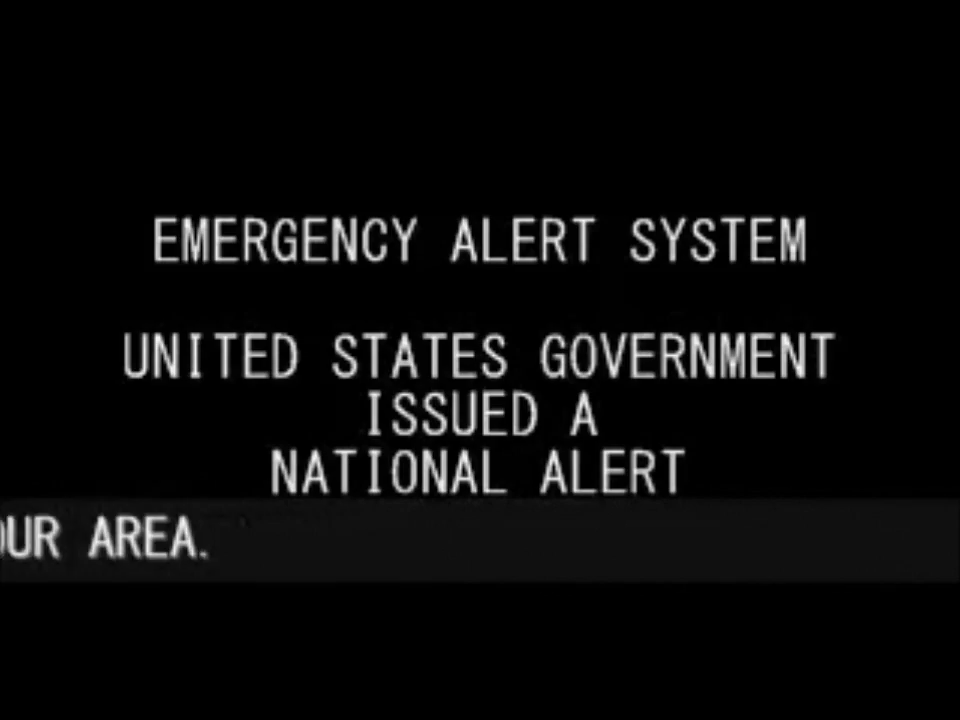 EMERGENCY ALERT SYSTEM
UNITED STATES GOVERNMENT
ISSUED A
NATIONAL ALERT
OUR AREA.